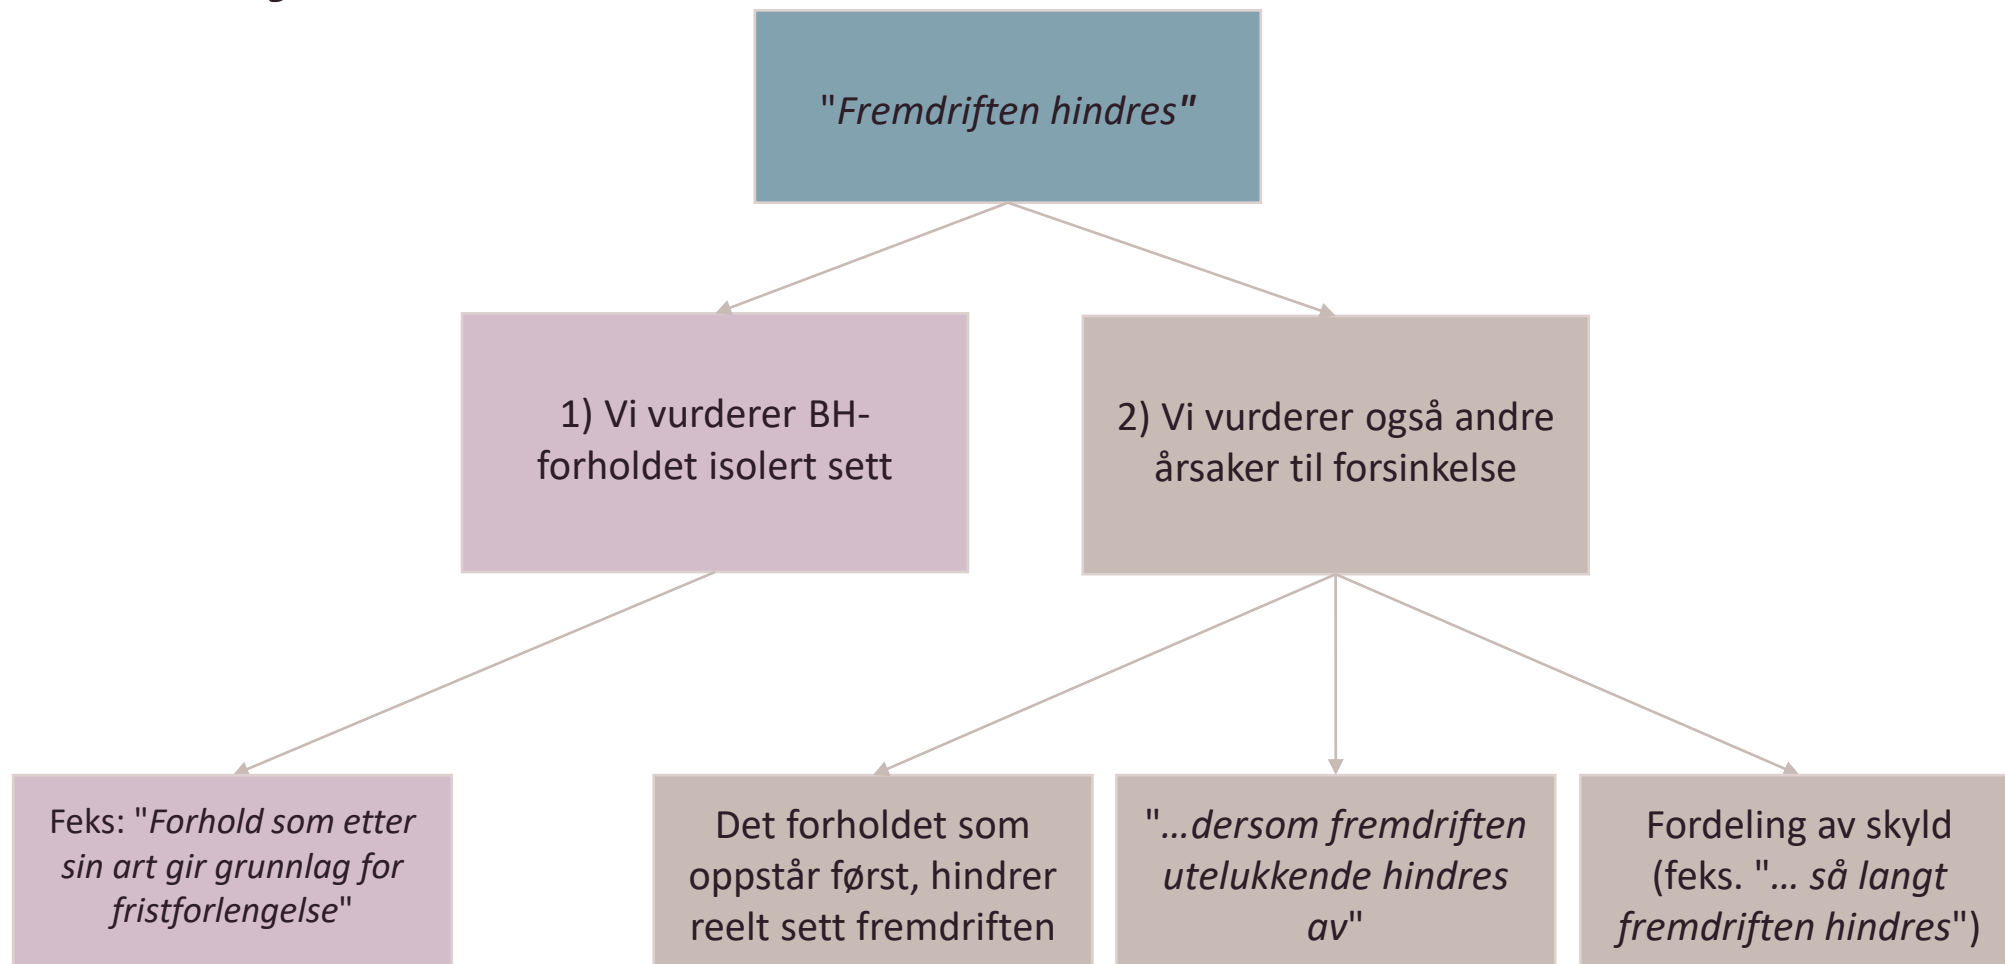 "Fremdriften hindres"
1) Vi vurderer BH-
forholdet isolert sett
2) Vi vurderer også andre
årsaker til forsinkelse
Feks: "Forhold som etter
sin art gir grunnlag for
fristforlengelse"
Det forholdet som
oppstår først, hindrer
reelt sett fremdriften
"…dersom fremdriften
utelukkende hindres
av"
Fordeling av skyld
(feks. "… så langt
fremdriften hindres")